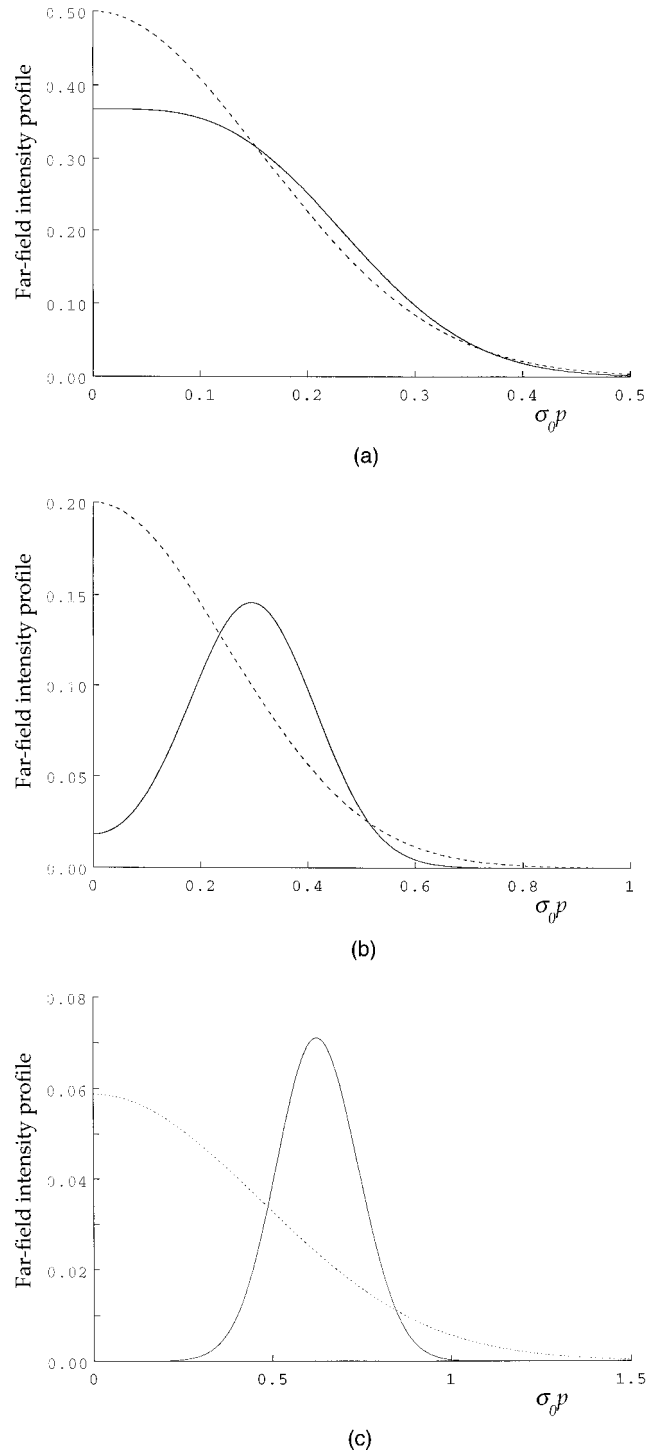 Far-field intensity profile
0.50
0.40
0.30
0.20
0.10
0.00
0 0.1 0.2 0.3 0.4 0.5
σ₀p
(a)
Far-field intensity profile
0.20
0.15
0.10
0.05
0.00
0 0.2 0.4 0.6 0.8 1
σ₀p
(b)
Far-field intensity profile
0.08
0.06
0.04
0.02
0.00
0 0.5 1 1.5
σ₀p
(c)